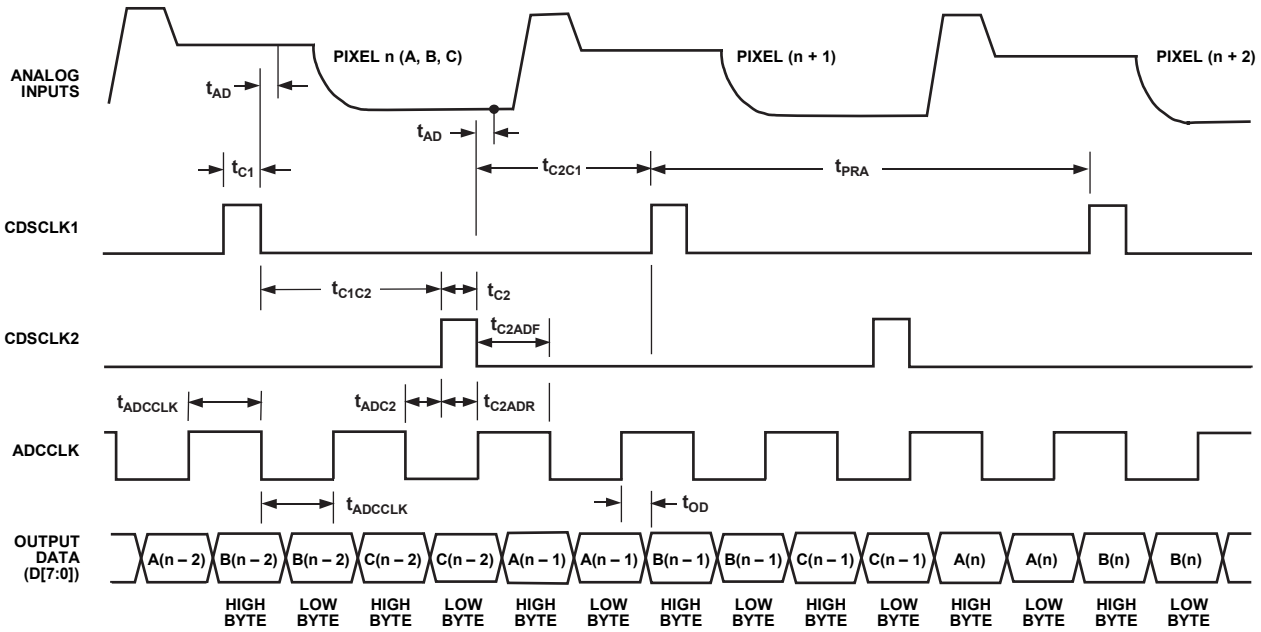 PIXEL n (A, B, C)
PIXEL (n + 1)
PIXEL (n + 2)
ANALOG
INPUTS
tAD
tAD
tC1
tC2C1
tPRA
CDSCLK1
tC1C2
tC2
CDSCLK2
tC2ADF
tADCCLK
tADC2
tC2ADR
ADCCLK
tADCCLK
tOD
OUTPUT
DATA
(D[7:0])
A(n – 2) B(n – 2) B(n – 2) C(n – 2) C(n – 2) A(n – 1) A(n – 1) B(n – 1) B(n – 1) C(n – 1) C(n – 1) A(n) A(n) B(n) B(n)
HIGH LOW HIGH LOW HIGH LOW HIGH LOW HIGH LOW HIGH LOW HIGH LOW
BYTE BYTE BYTE BYTE BYTE BYTE BYTE BYTE BYTE BYTE BYTE BYTE BYTE BYTE